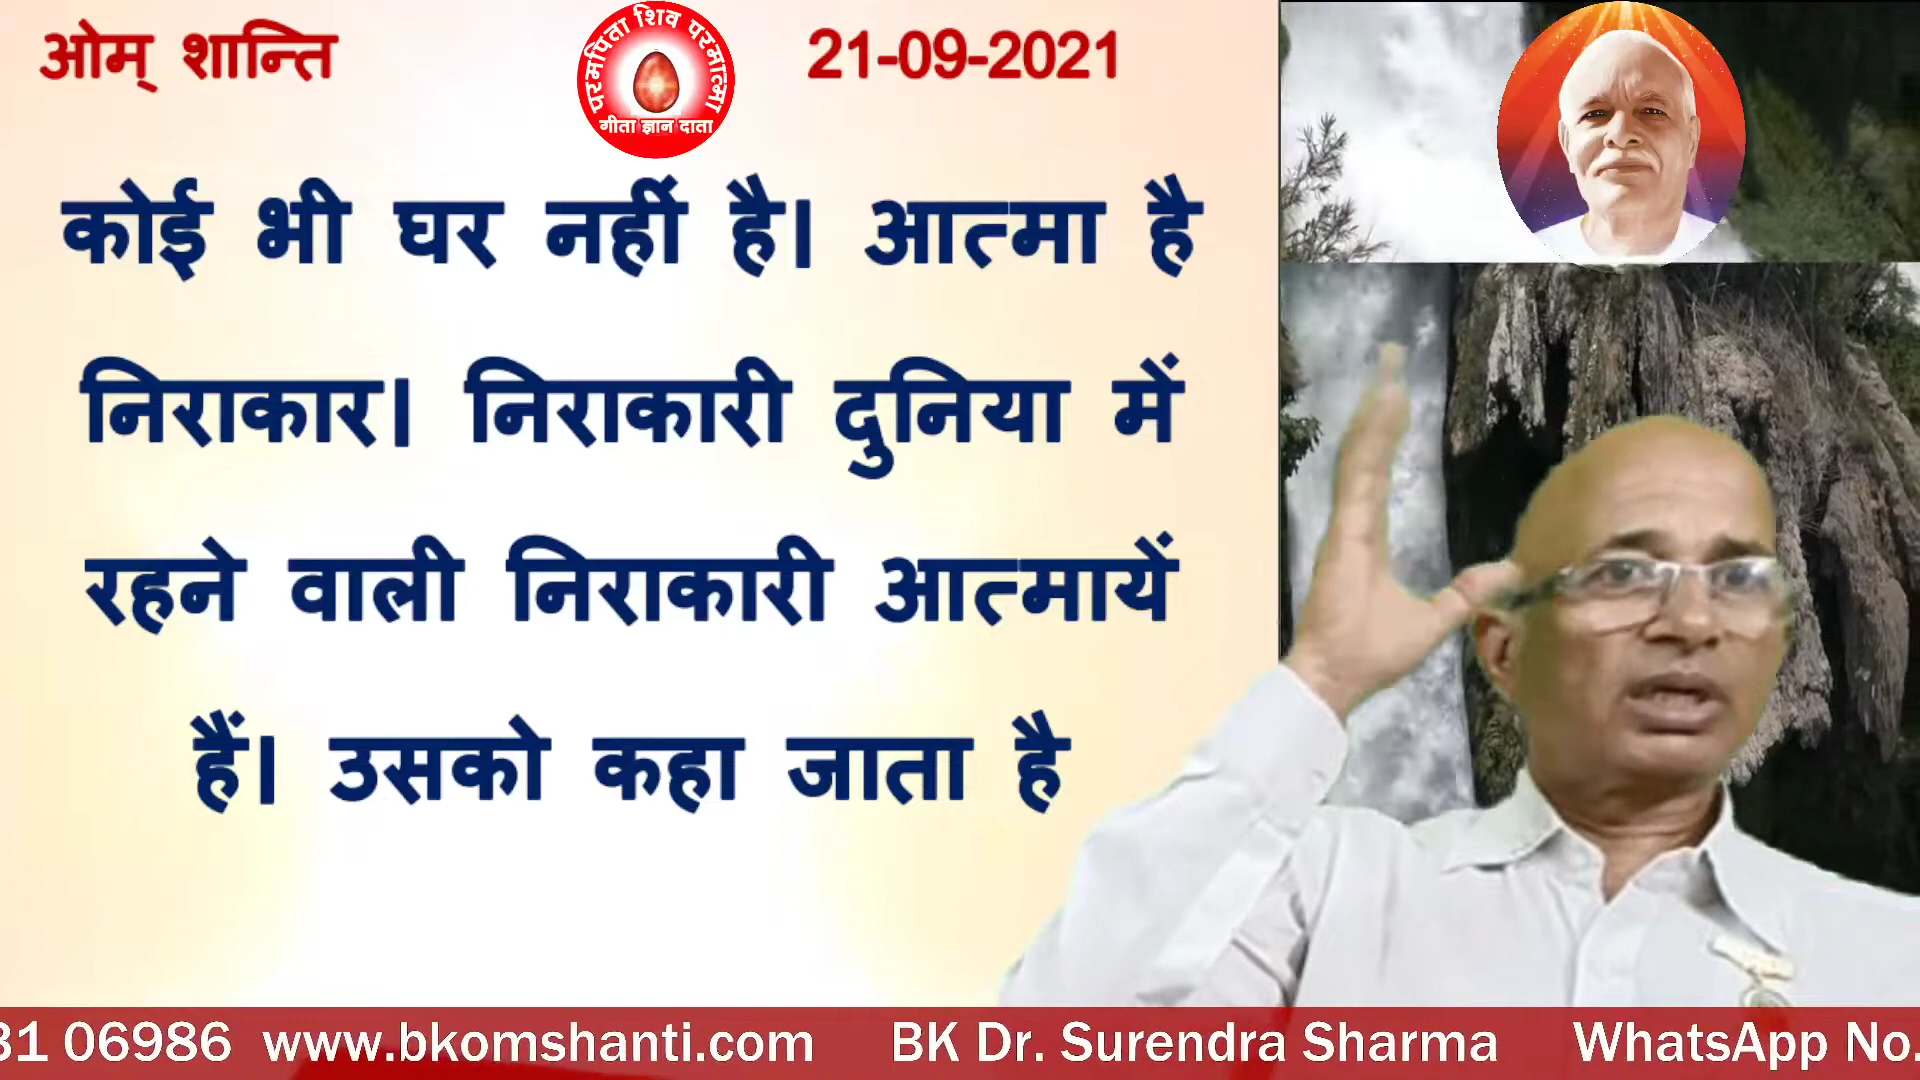 ओम् शान्ति
परमपिता शिव परमात्मा
गीता ज्ञान दाता
21-09-2021
कोई भी घर नहीं है। आत्मा है
निराकार। निराकारी दुनिया में
रहने वाली निराकारी आत्मायें
हैं। उसको कहा जाता है
31 06986 www.bkomshanti.com BK Dr. Surendra Sharma WhatsApp No.